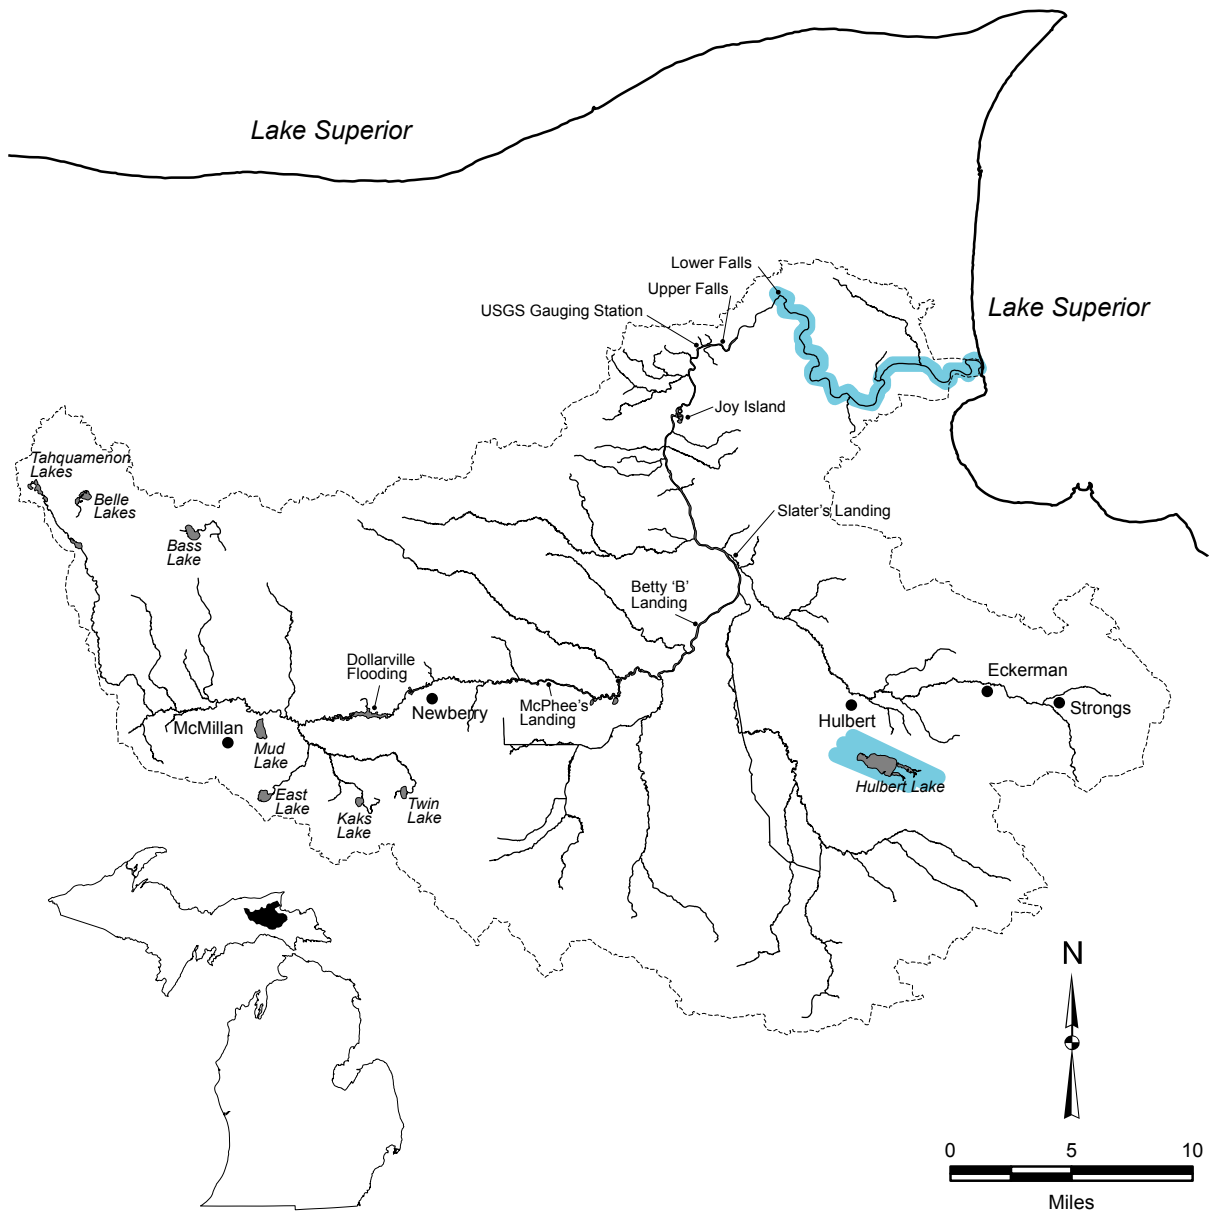 Lake Superior
Lower Falls
Upper Falls
USGS Gauging Station
Lake Superior
Joy Island
Tahquamenon
Lakes
Belle
Lakes
Bass
Lake
Slater's Landing
Betty ‘B’
Landing
Dollarville
Flooding
Eckerman
McPhee's
Landing
Newberry
Strongs
Hulbert
McMillan
Mud
Lake
Hulbert Lake
East
Lake
Kaks
Lake
Twin
Lake
N
0 5 10
Miles